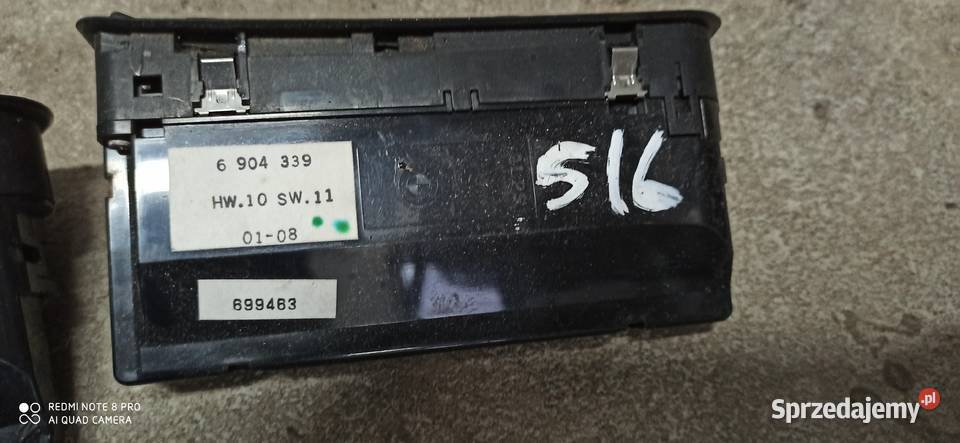 6 904 339
HW.10 SW.11
01-08
699463
516
REDMI NOTE 8 PRO
AI QUAD CAMERA
Sprzedajemy.pl